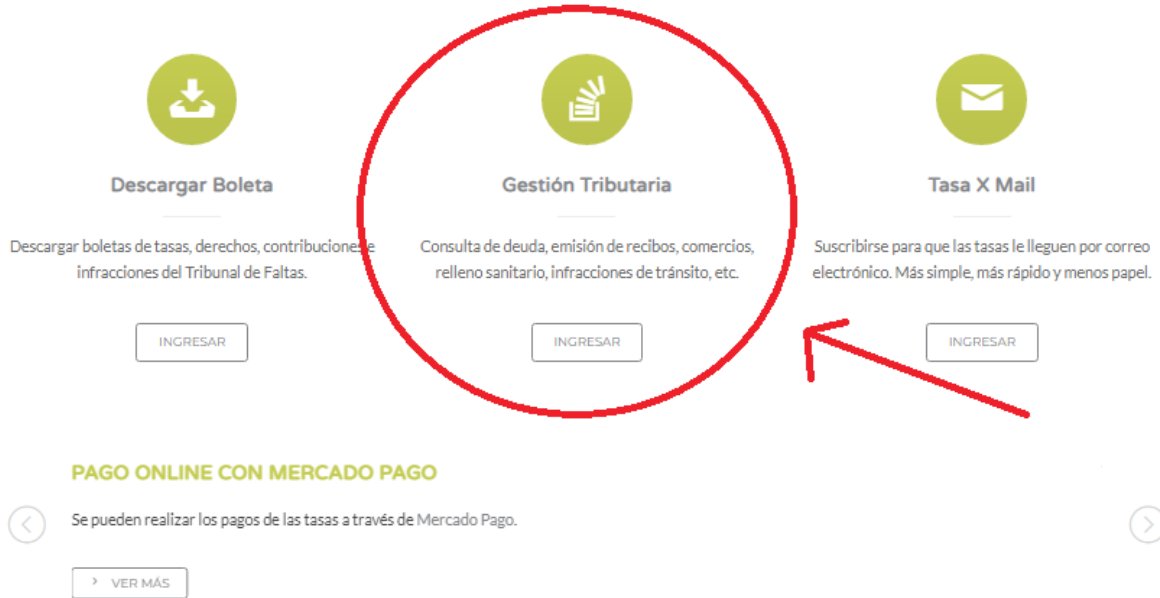 Descargar Boleta
Descargar boletas de tasas, derechos, contribuciones e
infracciones del Tribunal de Faltas.
INGRESAR
Gestión Tributaria
Consulta de deuda, emisión de recibos, comercios,
relleno sanitario, infracciones de tránsito, etc.
INGRESAR
Tasa X Mail
Suscribirse para que las tasas le lleguen por correo
electrónico. Más simple, más rápido y menos papel.
INGRESAR
PAGO ONLINE CON MERCADO PAGO
Se pueden realizar los pagos de las tasas a través de Mercado Pago.
VER MÁS